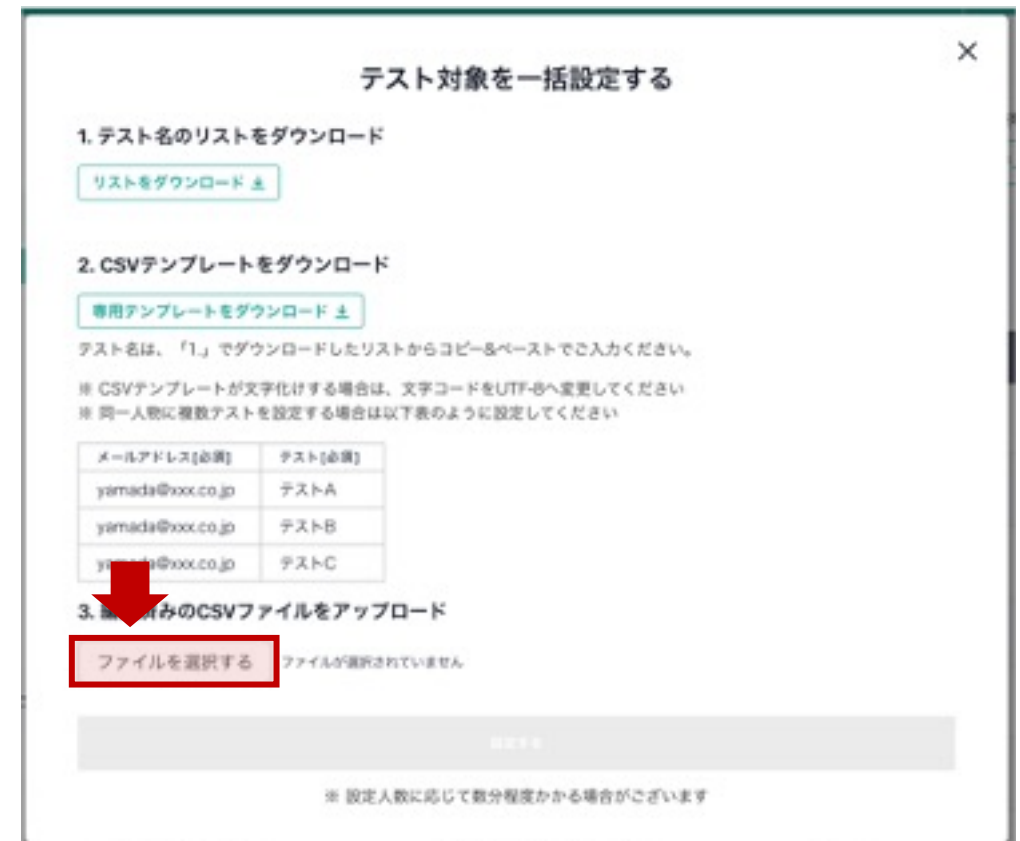 テスト対象を一括設定する
1. テスト名のリストをダウンロード
リストをダウンロード
2. CSVテンプレートをダウンロード
専用テンプレートをダウンロード
テスト名は、「1.」でダウンロードしたリストからコピー&ペーストでご入力ください。
※ CSVテンプレートが文字化けする場合は、文字コードをUTF-8へ変更してください
※ 同一人物に複数テストを設定する場合は以下表のように設定してください
メールアドレス[必須] テスト[必須]
yamada@xxx.co.jp テストA
yamada@xxx.co.jp テストB
yamada@xxx.co.jp テストC
3. 済みのCSVファイルをアップロード
ファイルを選択する ファイルが選択されていません
設定する
※ 設定人数に応じて数分程度かかる場合がございます